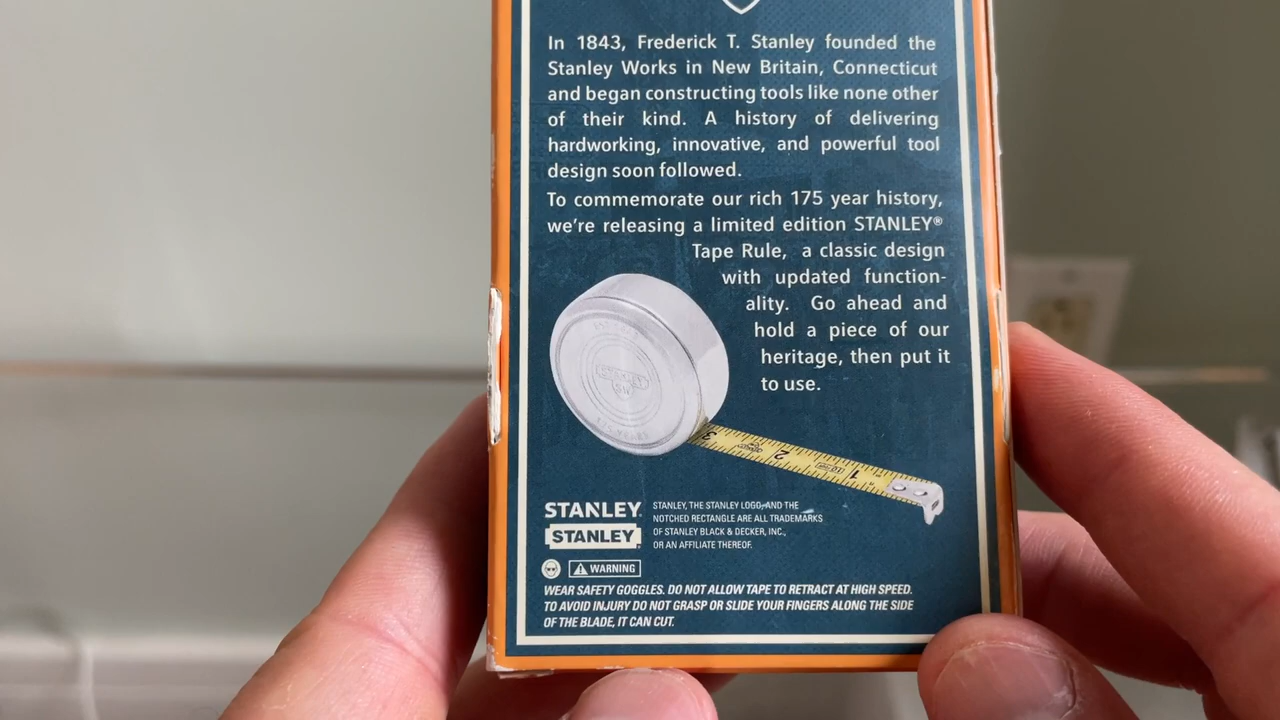 In 1843, Frederick T. Stanley founded the
Stanley Works in New Britain, Connecticut
and began constructing tools like none other
of their kind. A history of delivering
hardworking, innovative, and powerful tool
design soon followed.
To commemorate our rich 175 year history,
we're releasing a limited edition STANLEY®
Tape Rule, a classic design
with updated function-
ality. Go ahead and
hold a piece of our
heritage, then put it
to use.
STANLEY
3 2 1
STANLEY
STANLEY
STANLEY, THE STANLEY LOGO, AND THE
NOTCHED RECTANGLE ARE ALL TRADEMARKS
OF STANLEY BLACK & DECKER, INC.,
OR AN AFFILIATE THEREOF.
WARNING
WEAR SAFETY GOGGLES. DO NOT ALLOW TAPE TO RETRACT AT HIGH SPEED.
TO AVOID INJURY DO NOT GRASP OR SLIDE YOUR FINGERS ALONG THE SIDE
OF THE BLADE, IT CAN CUT.